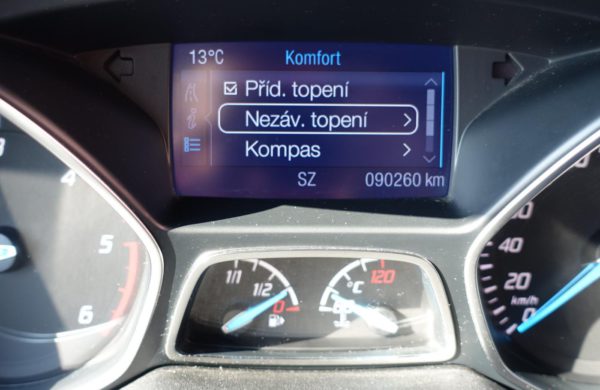 13°C Komfort
Příd. topení
Nezáv. topení
Kompas
SZ 090260 km
4
5
6
1/1
1/2
0
120
°C
40
20
0
km/h